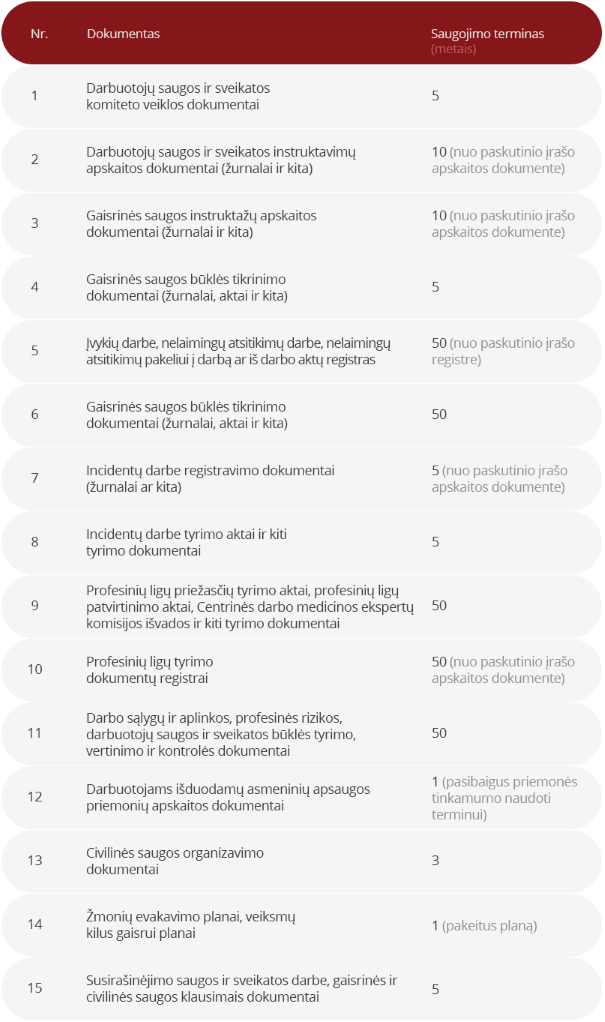 Nr. Dokumentas Saugojimo terminas
(metais)
1 Darbuotojų saugos ir sveikatos
komiteto veiklos dokumentai 5
2 Darbuotojų saugos ir sveikatos instruktavimų
apskaitos dokumentai (žurnalai ir kita)
10 (nuo paskutinio įrašo
apskaitos dokumente)
3 Gaisrinės saugos instruktažų apskaitos
dokumentai (žurnalai ir kita)
10 (nuo paskutinio įrašo
apskaitos dokumente)
4 Gaisrinės saugos būklės tikrinimo
dokumentai (žurnalai, aktai ir kita) 5
5 Įvykių darbe, nelaimingų atsitikimų darbe, nelaimingų
atsitikimų pakeliui į darbą ar iš darbo aktų registras
50 (nuo paskutinio įrašo
registre)
6 Gaisrinės saugos būklės tikrinimo
dokumentai (žurnalai, aktai ir kita) 50
7 Incidentų darbe registravimo dokumentai
(žurnalai ar kita)
5 (nuo paskutinio įrašo
apskaitos dokumente)
8 Incidentų darbe tyrimo aktai ir kiti
tyrimo dokumentai 5
9 Profesinių ligų priežasčių tyrimo aktai, profesinių ligų
patvirtinimo aktai, Centrinės darbo medicinos ekspertų
komisijos išvados ir kiti tyrimo dokumentai 50
10 Profesinių ligų tyrimo
dokumentų registrai
50 (nuo paskutinio įrašo
apskaitos dokumente)
11 Darbo sąlygų ir aplinkos, profesinės rizikos,
darbuotojų saugos ir sveikatos būklės tyrimo,
vertinimo ir kontrolės dokumentai 50
12 Darbuotojams išduodamų asmeninių apsaugos
priemonių apskaitos dokumentai
1 (pasibaigus priemonės
tinkamumo naudoti
terminui)
13 Civilinės saugos organizavimo
dokumentai 3
14 Žmonių evakavimo planai, veiksmų
kilus gaisrui planai 1 (pakeitus planą)
15 Susirašinėjimo saugos ir sveikatos darbe, gaisrinės ir
civilinės saugos klausimais dokumentai 5